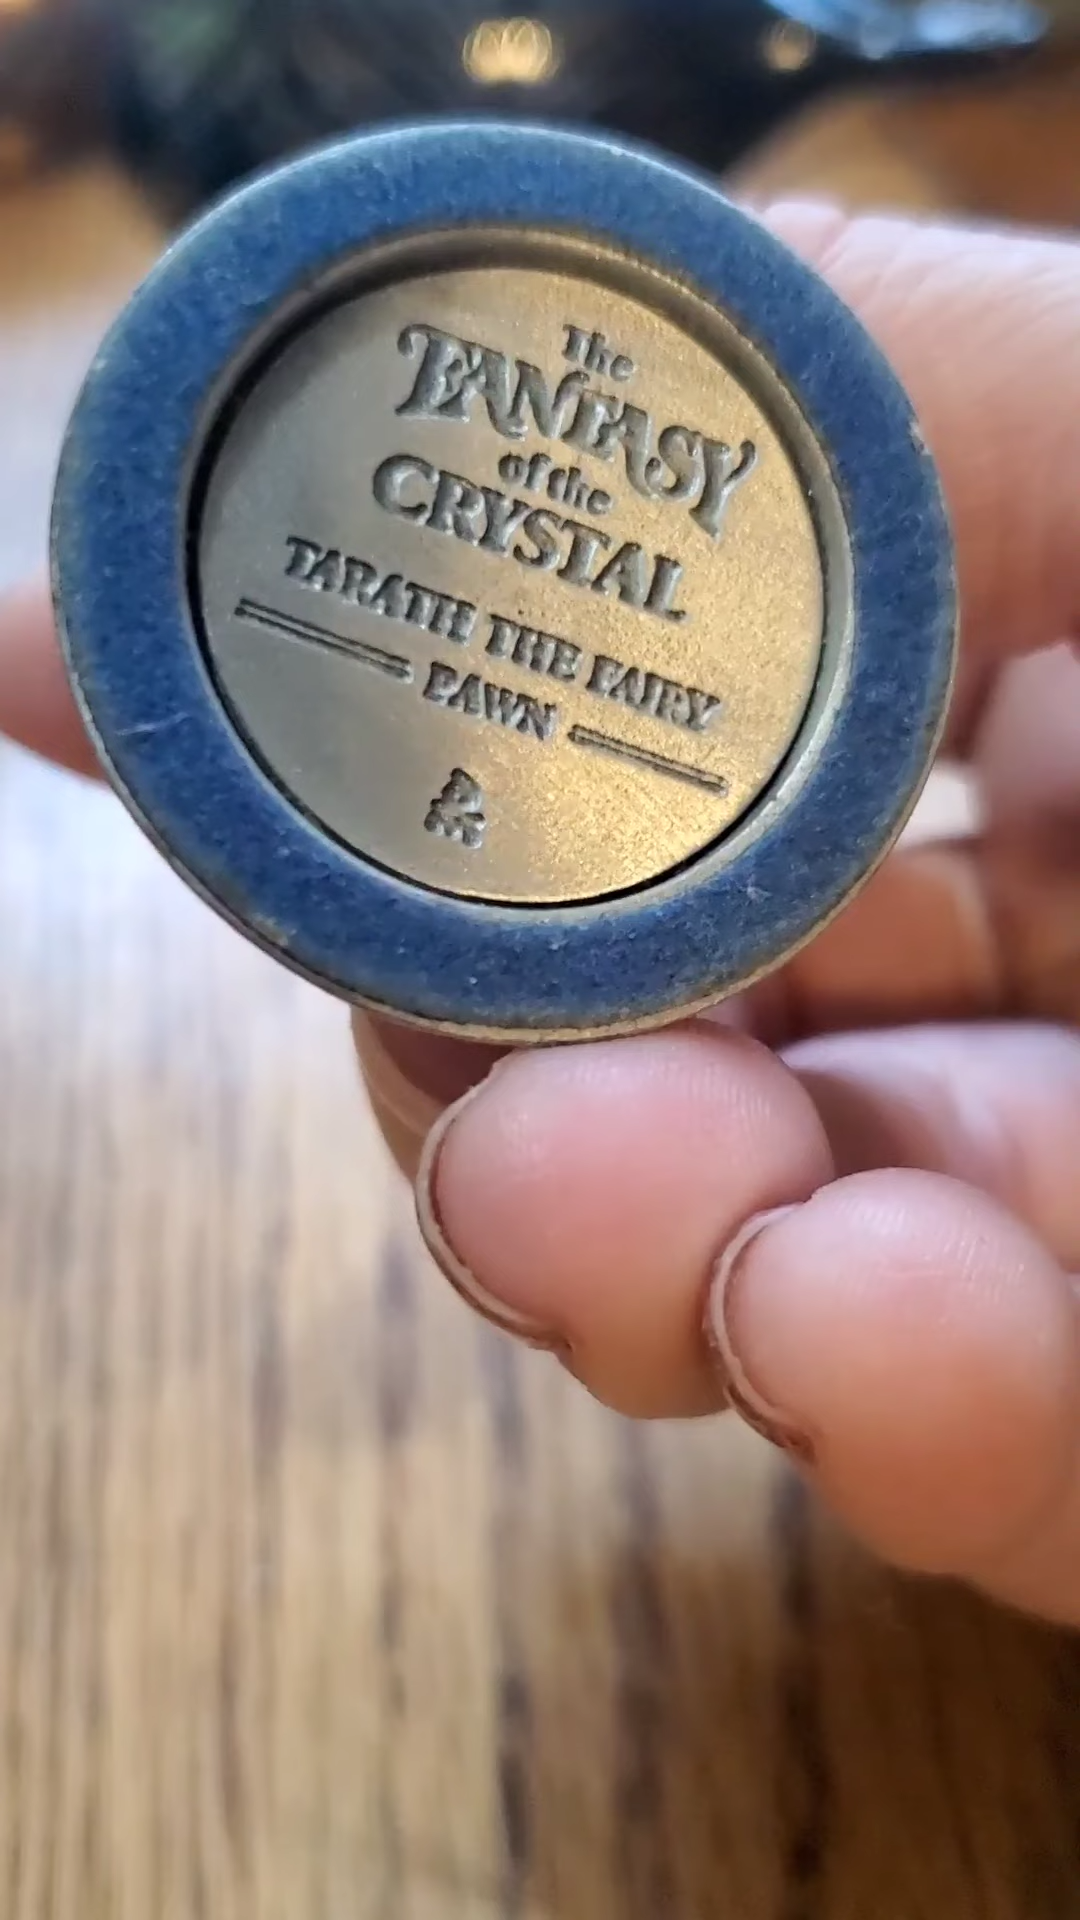 The
FANTASY
of the
CRYSTAL
TARATH THE FAIRY
PAWN